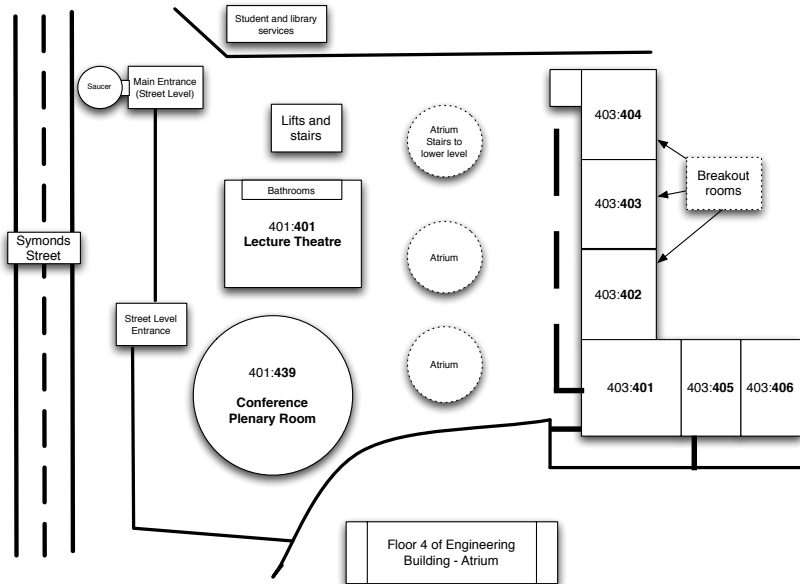 Student and library
services
Saucer
Main Entrance
(Street Level)
Lifts and
stairs
Atrium
Stairs to
lower level
403:404
Breakout
rooms
Bathrooms
401:401
Lecture Theatre
403:403
Symonds
Street
Atrium
403:402
Street Level
Entrance
401:439
Conference
Plenary Room
Atrium
403:401
403:405
403:406
Floor 4 of Engineering
Building - Atrium